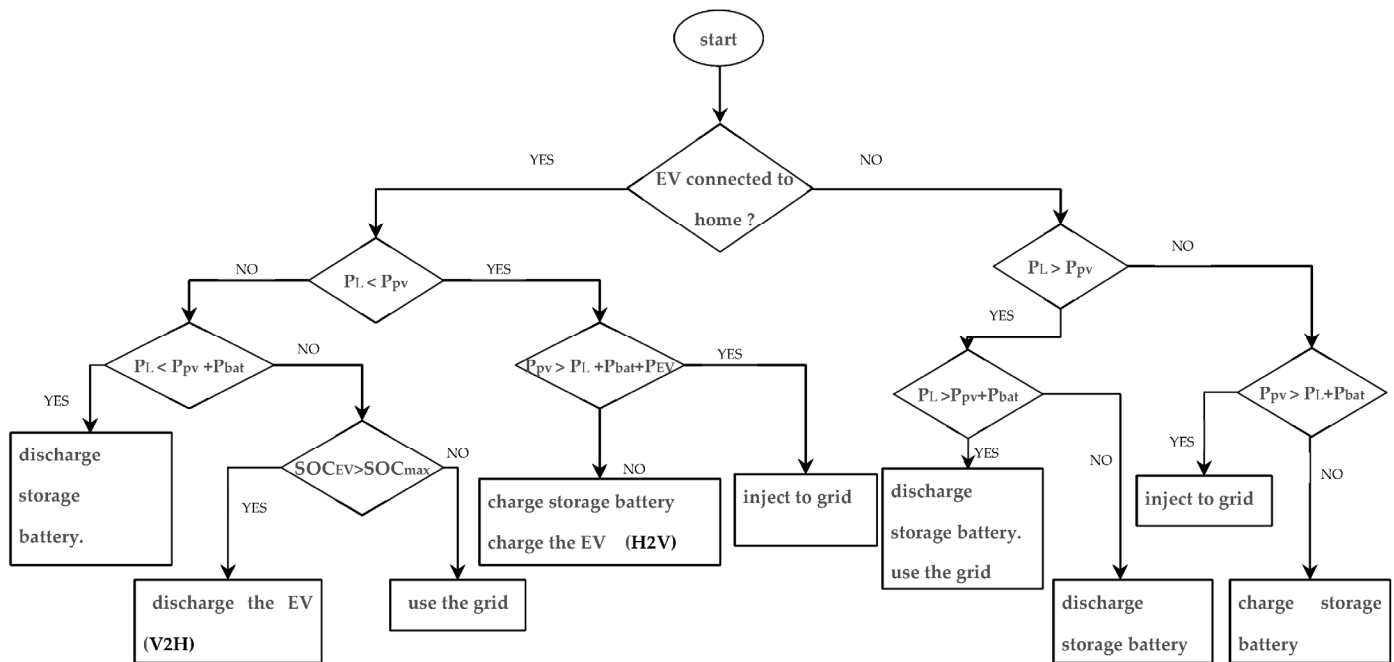 start
YES
NO
EV connected to
home ?
NO
PL < Ppv
YES
PL > Ppv
NO
YES
PL < Ppv +Pbat
NO
Ppv > PL +Pbat+PEV
YES
PL >Ppv+Pbat
Ppv > PL+Pbat
YES
discharge
storage
battery.
SOCEV>SOCmax
NO
YES
NO
charge storage battery
charge the EV (H2V)
inject to grid
YES
discharge
storage battery.
use the grid
NO
YES
inject to grid
NO
discharge the EV
(V2H)
use the grid
discharge
storage battery
charge storage
battery